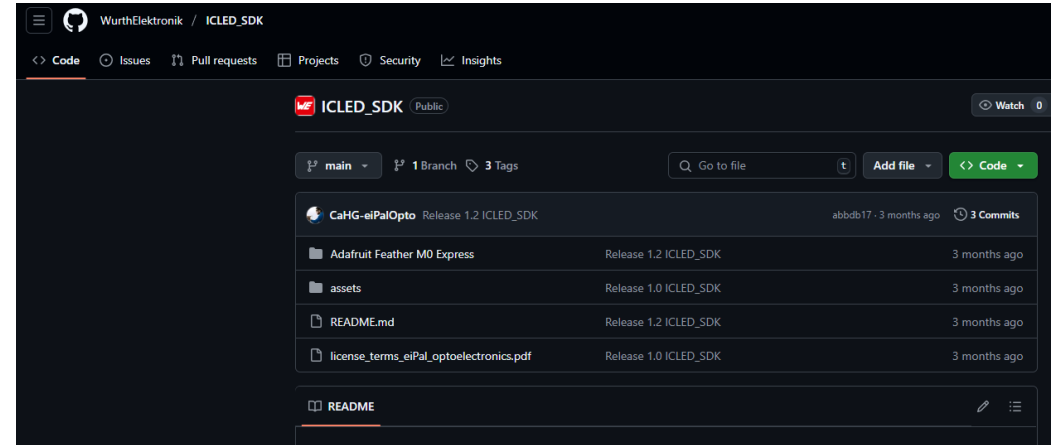 WurthElektronik / ICLED_SDK
<> Code Issues Pull requests Projects Security Insights
WE ICLED_SDK Public Watch 0
main 1 Branch 3 Tags Go to file t Add file <> Code
CaHG-eiPalOpto Release 1.2 ICLED_SDK abbdb17 · 3 months ago 3 Commits
Adafruit Feather M0 Express Release 1.2 ICLED_SDK 3 months ago
assets Release 1.0 ICLED_SDK 3 months ago
README.md Release 1.2 ICLED_SDK 3 months ago
license_terms_eiPal_optoelectronics.pdf Release 1.0 ICLED_SDK 3 months ago
README